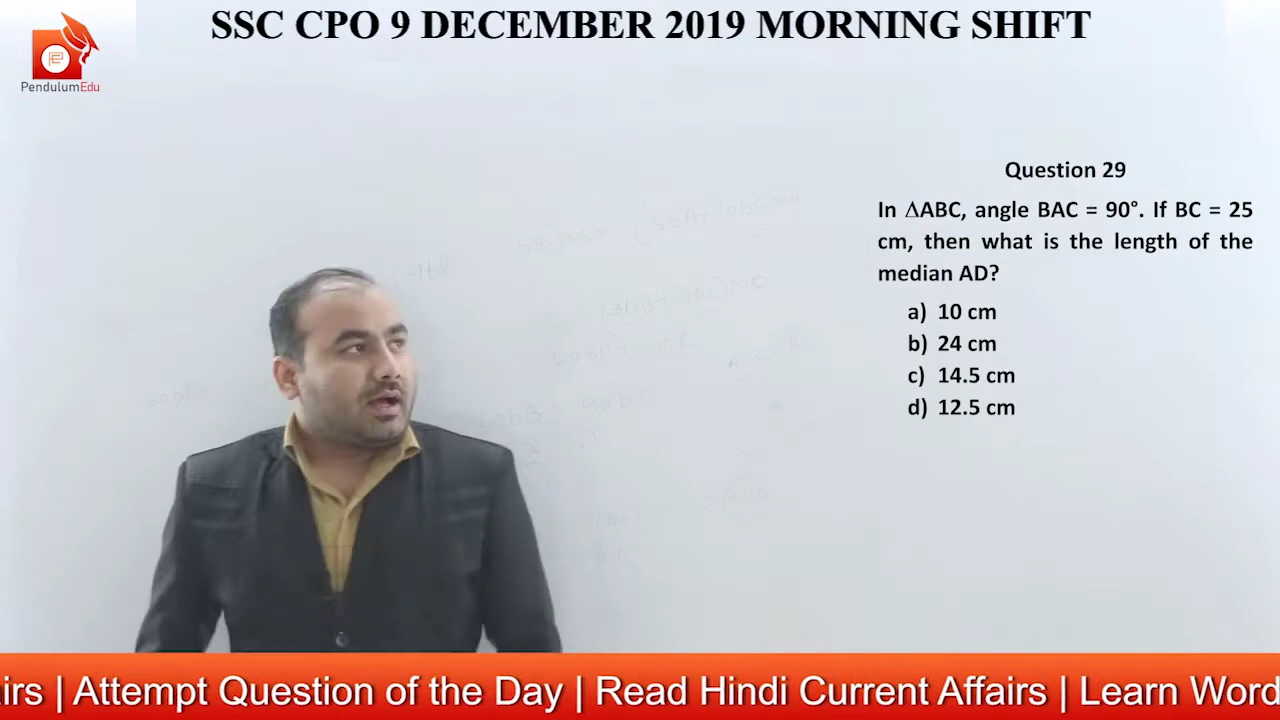 SSC CPO 9 DECEMBER 2019 MORNING SHIFT
PendulumEdu
Question 29
In ΔABC, angle BAC = 90°. If BC = 25
cm, then what is the length of the
median AD?
a) 10 cm
b) 24 cm
c) 14.5 cm
d) 12.5 cm
irs | Attempt Question of the Day | Read Hindi Current Affairs | Learn Word